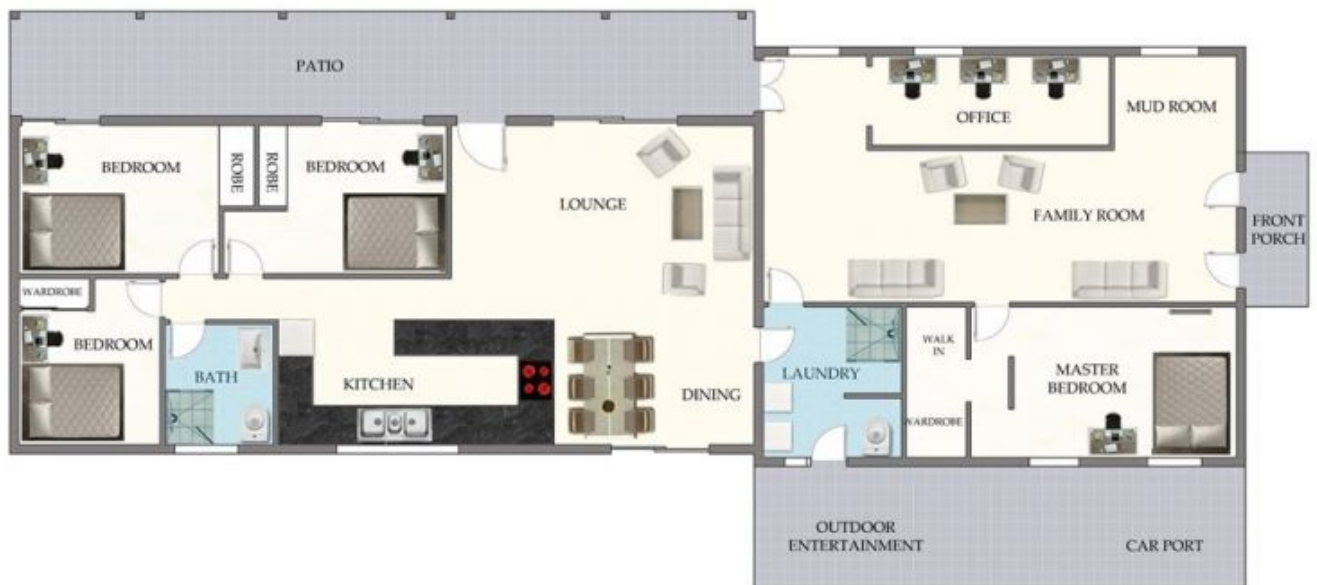 PATIO
BEDROOM
ROBE
ROBE
BEDROOM
LOUNGE
OFFICE
MUD ROOM
FAMILY ROOM
FRONT
PORCH
WARDROBE
BEDROOM
BATH
KITCHEN
DINING
LAUNDRY
WALK
IN
WARDROBE
MASTER
BEDROOM
OUTDOOR
ENTERTAINMENT
CAR PORT